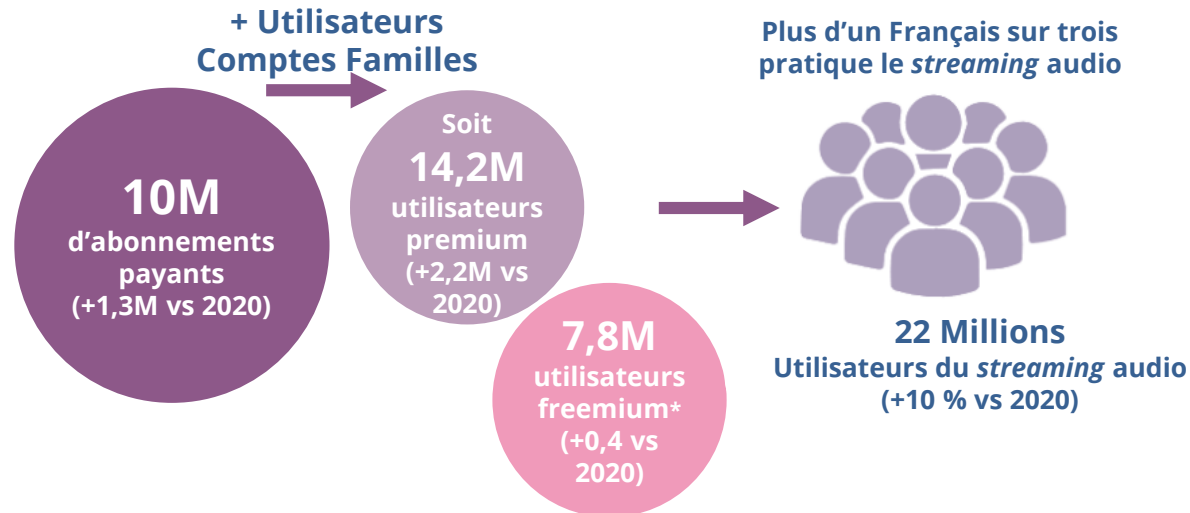 + Utilisateurs
Comptes Familles
10M
d’abonnements
payants
(+1,3M vs 2020)
Soit
14,2M
utilisateurs
premium
(+2,2M vs
2020)
7,8M
utilisateurs
freemium*
(+0,4 vs
2020)
Plus d’un Français sur trois
pratique le streaming audio
22 Millions
Utilisateurs du streaming audio
(+10 % vs 2020)